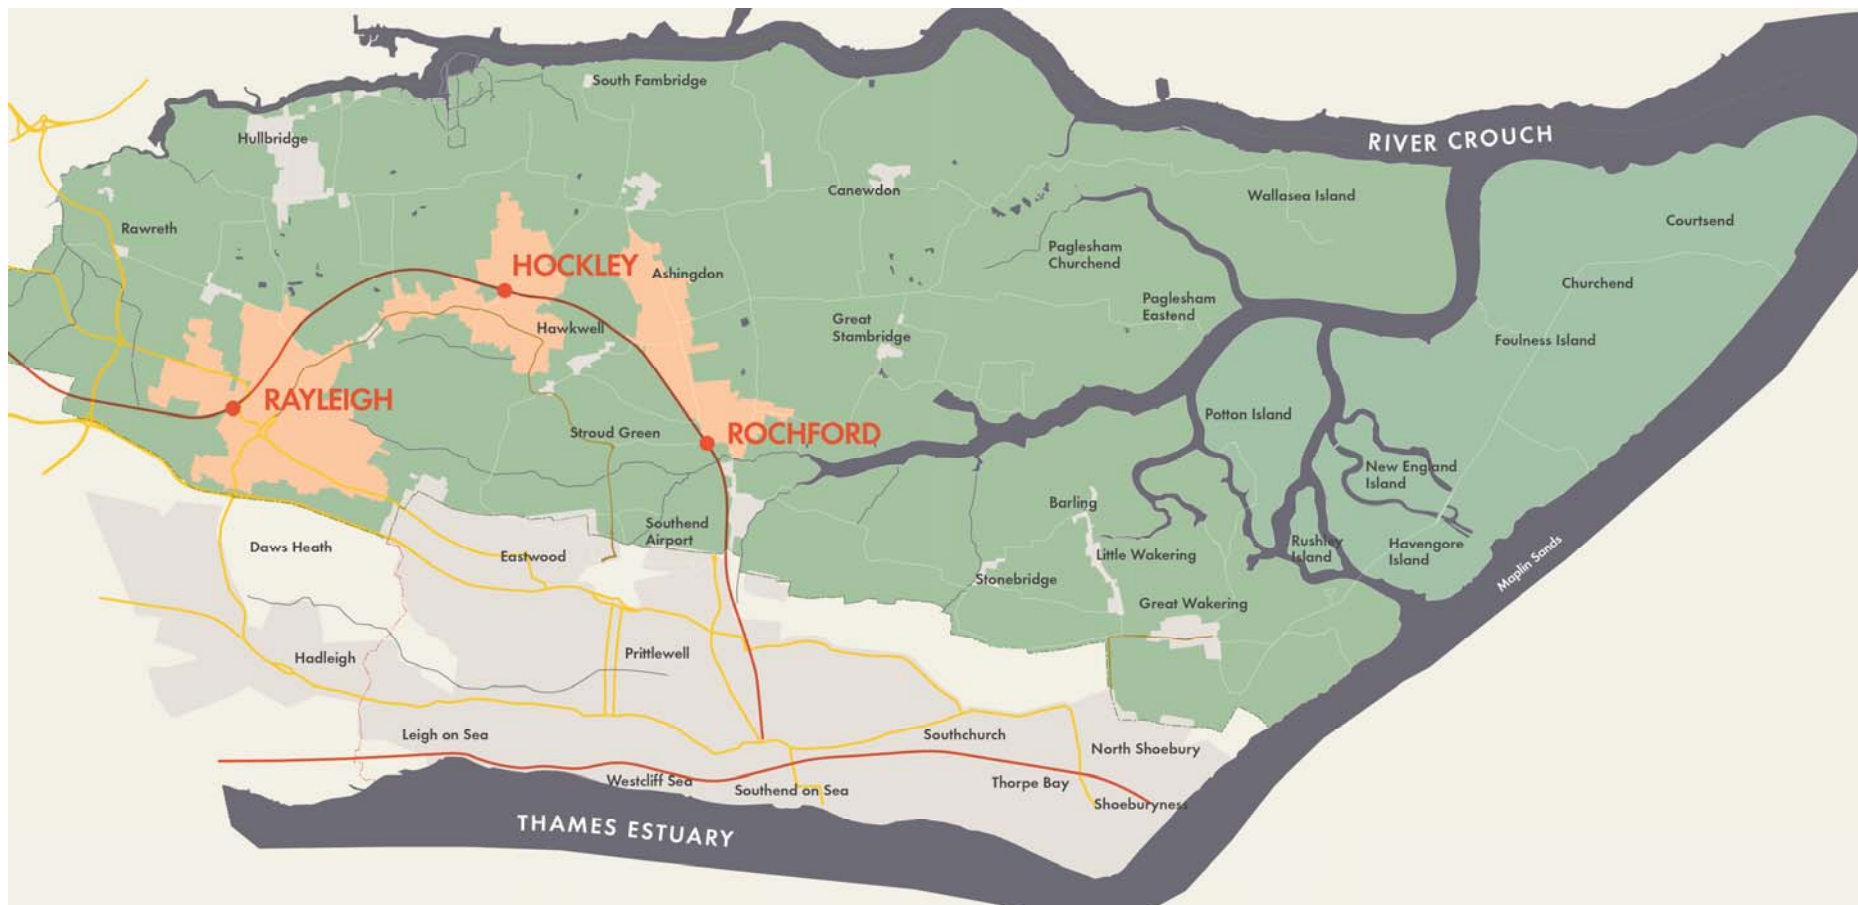 South Fambridge
Hullbridge
RIVER CROUCH
Canewdon
Wallasea Island
Courtsend
Rawreth
Paglesham
Churchend
HOCKLEY
Ashingdon
Churchend
Paglesham
Eastend
Great
Stambridge
Hawkwell
Foulness Island
RAYLEIGH
Potton Island
Stroud Green
ROCHFORD
New England
Island
Barling
Southend
Airport
Rushley
Island
Havengore
Island
Maplin Sands
Daws Heath
Eastwood
Little Wakering
Stonebridge
Great Wakering
Hadleigh
Prittlewell
Leigh on Sea
Southchurch
North Shoebury
Westcliff Sea
Southend on Sea
Thorpe Bay
Shoeburyness
THAMES ESTUARY